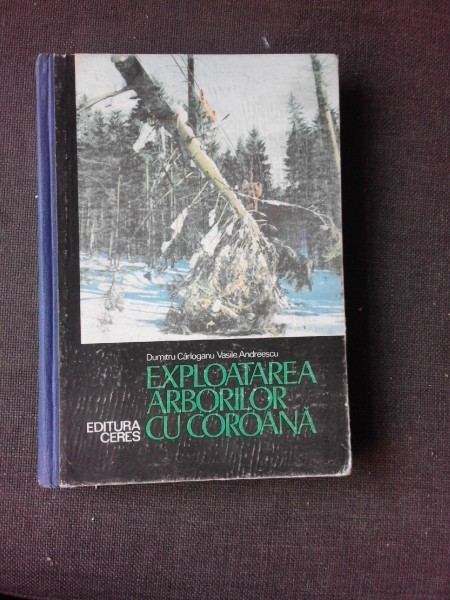 Dumitru Cârloganu Vasile Andreescu
EXPLOATAREA
ARBORILOR
CU COROANĂ
EDITURA
CERES